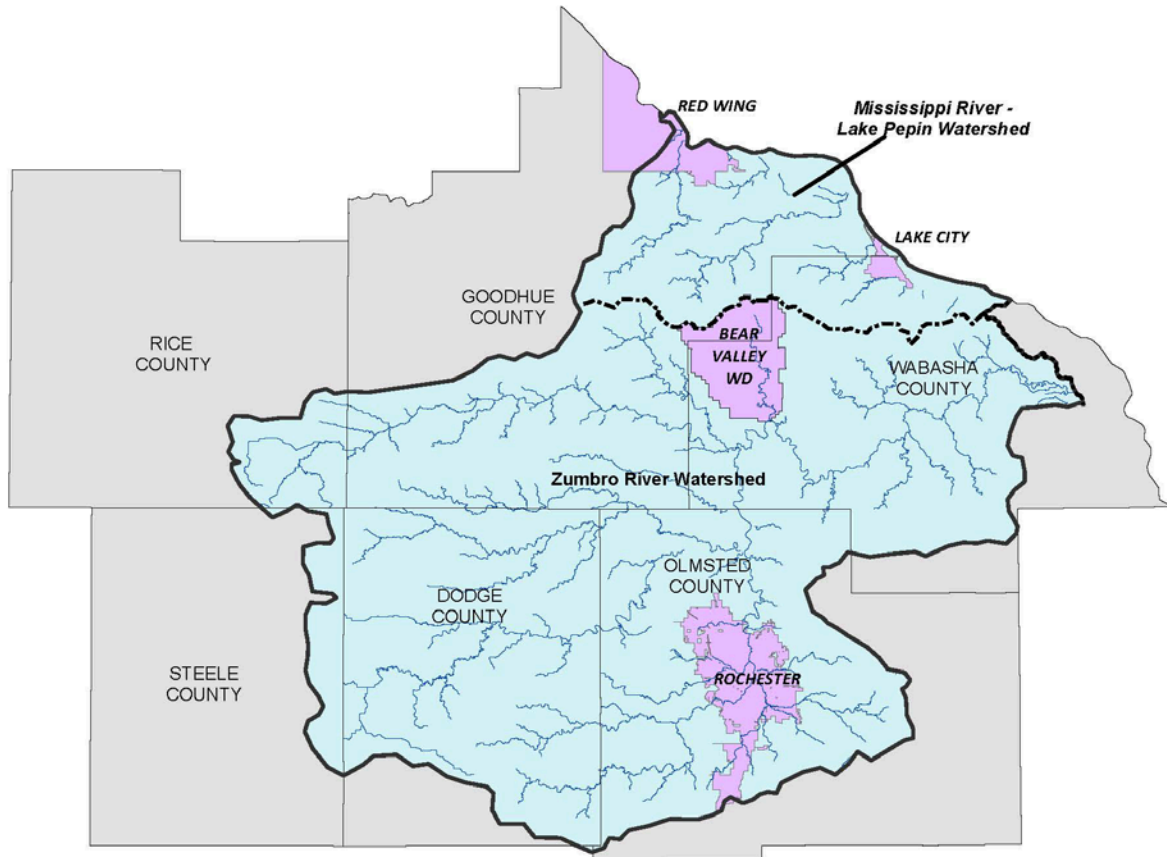 RED WING
Mississippi River -
Lake Pepin Watershed
LAKE CITY
GOODHUE
COUNTY
RICE
COUNTY
BEAR
VALLEY
WD
WABASHA
COUNTY
Zumbro River Watershed
OLMSTED
COUNTY
DODGE
COUNTY
STEELE
COUNTY
ROCHESTER